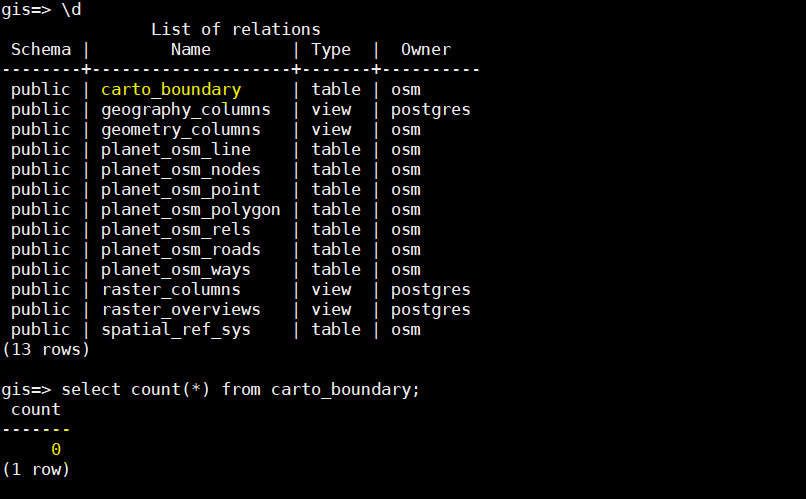 gis=> \d
List of relations
Schema | Name | Type | Owner
--------+--------------------+-------+----------
public | carto_boundary | table | osm
public | geography_columns | view | postgres
public | geometry_columns | view | osm
public | planet_osm_line | table | osm
public | planet_osm_nodes | table | osm
public | planet_osm_point | table | osm
public | planet_osm_polygon | table | osm
public | planet_osm_rels | table | osm
public | planet_osm_roads | table | osm
public | planet_osm_ways | table | osm
public | raster_columns | view | postgres
public | raster_overviews | view | postgres
public | spatial_ref_sys | table | osm
(13 rows)
gis=> select count(*) from carto_boundary;
count
-------
0
(1 row)